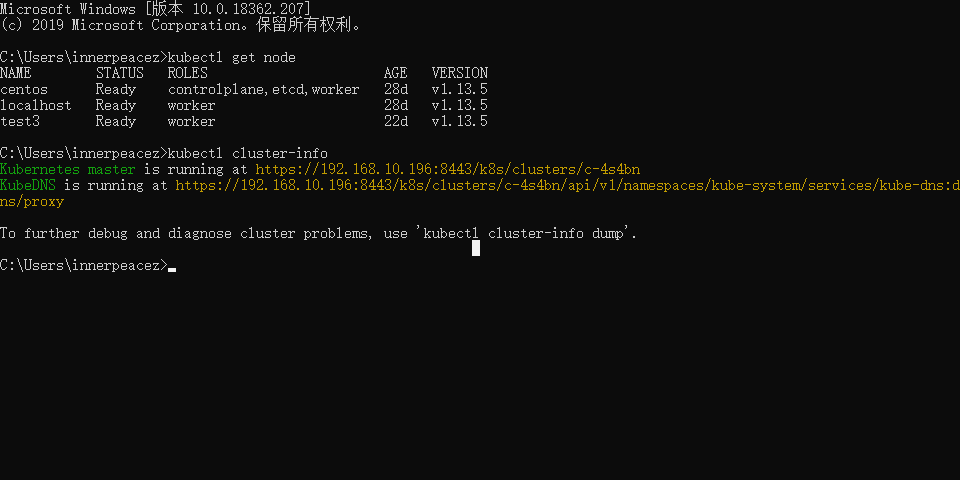 Microsoft Windows [版本 10.0.18362.207]
(c) 2019 Microsoft Corporation。保留所有权利。
C:\Users\innerpeacez>kubectl get node
NAME        STATUS   ROLES                      AGE   VERSION
centos      Ready    controlplane,etcd,worker   28d   v1.13.5
localhost   Ready    worker                     28d   v1.13.5
test3       Ready    worker                     22d   v1.13.5
C:\Users\innerpeacez>kubectl cluster-info
Kubernetes master is running at https://192.168.10.196:8443/k8s/clusters/c-4s4bn
KubeDNS is running at https://192.168.10.196:8443/k8s/clusters/c-4s4bn/api/v1/namespaces/kube-system/services/kube-dns:d
ns/proxy
To further debug and diagnose cluster problems, use 'kubectl cluster-info dump'.
C:\Users\innerpeacez>